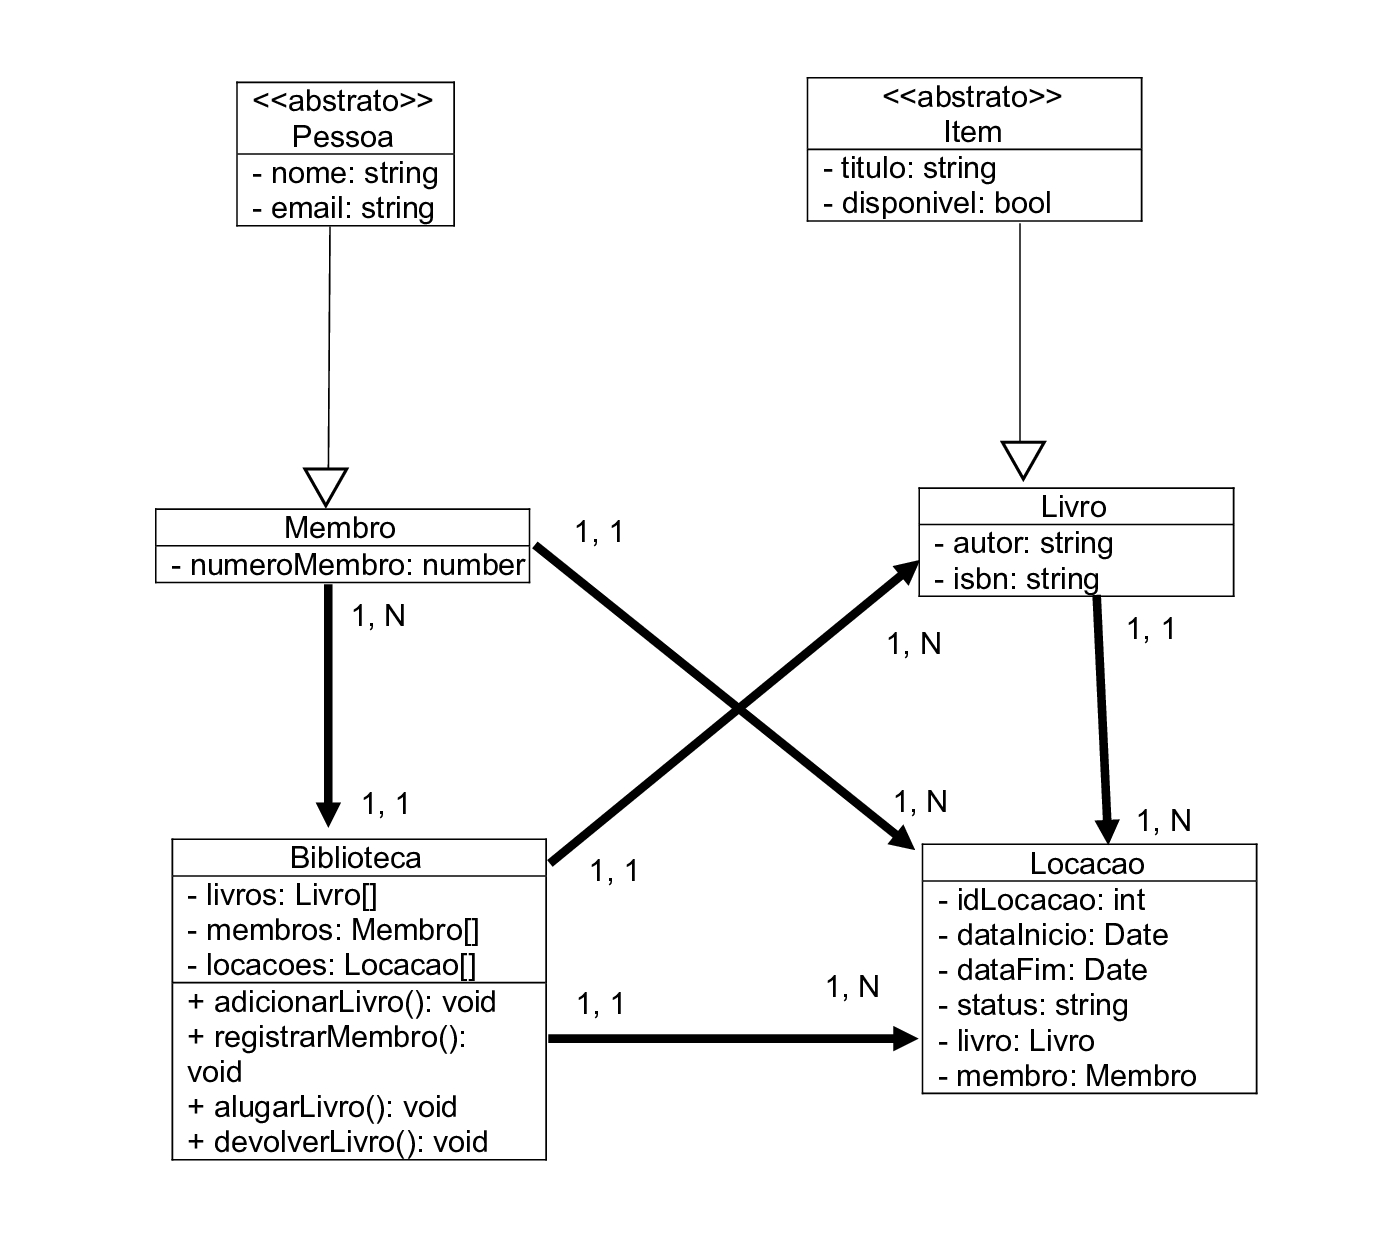 <<abstrato>>
Pessoa
- nome: string
- email: string
<<abstrato>>
Item
- titulo: string
- disponivel: bool
Membro
- numeroMembro: number
1, 1
1, N
Livro
- autor: string
- isbn: string
1, N
1, 1
1, 1
1, N
1, N
Biblioteca
- livros: Livro[]
- membros: Membro[]
- locacoes: Locacao[]
+ adicionarLivro(): void
+ registrarMembro():
void
+ alugarLivro(): void
+ devolverLivro(): void
1, 1
1, 1
1, N
Locacao
- idLocacao: int
- dataInicio: Date
- dataFim: Date
- status: string
- livro: Livro
- membro: Membro